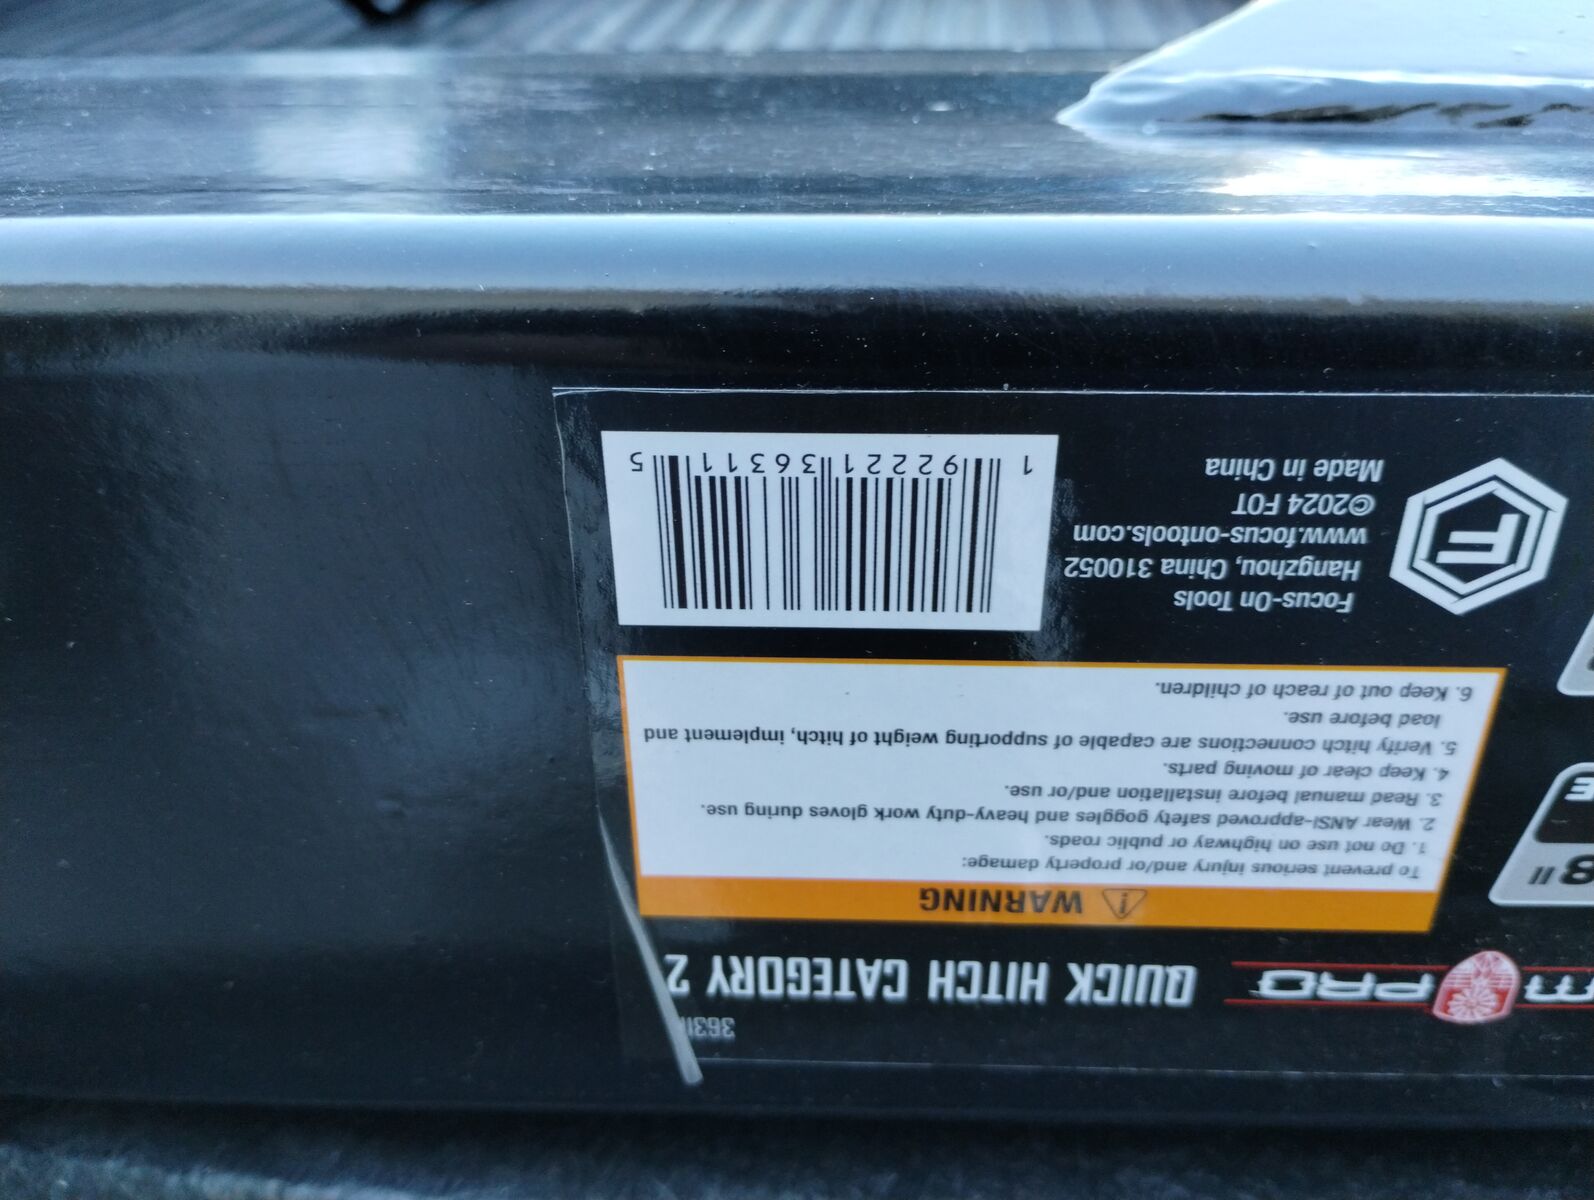 3631
PRO QUICK HITCH CATEGORY 2
WARNING
To prevent serious injury and/or property damage:
1. Do not use on highway or public roads.
2. Wear ANSI-approved safety goggles and heavy-duty work gloves during use.
3. Read manual before installation and/or use.
4. Keep clear of moving parts.
5. Verify hitch connections are capable of supporting weight of hitch, implement and
load before use.
6. Keep out of reach of children.
F
Focus-On Tools
Hangzhou, China 310052
www.focus-ontools.com
©2024 FOT
Made in China
1 92221 36311 5